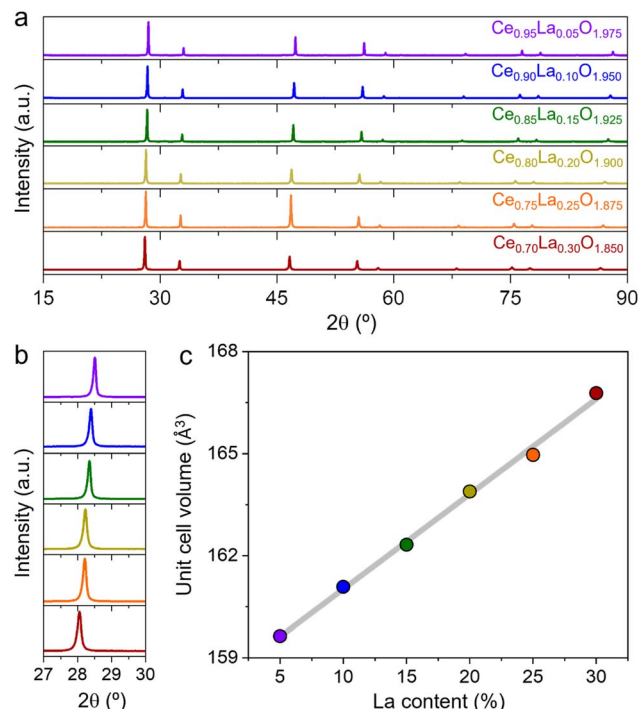 a
Ce0.95La0.05O1.975
Ce0.90La0.10O1.950
Ce0.85La0.15O1.925
Ce0.80La0.20O1.900
Ce0.75La0.25O1.875
Ce0.70La0.30O1.850
Intensity (a.u.)
15 30 45 60 75 90
2θ (º)
b
Intensity (a.u.)
27 28 29 30
2θ (º)
c
168
165
162
159
Unit cell volume (Å3)
5 10 15 20 25 30
La content (%)